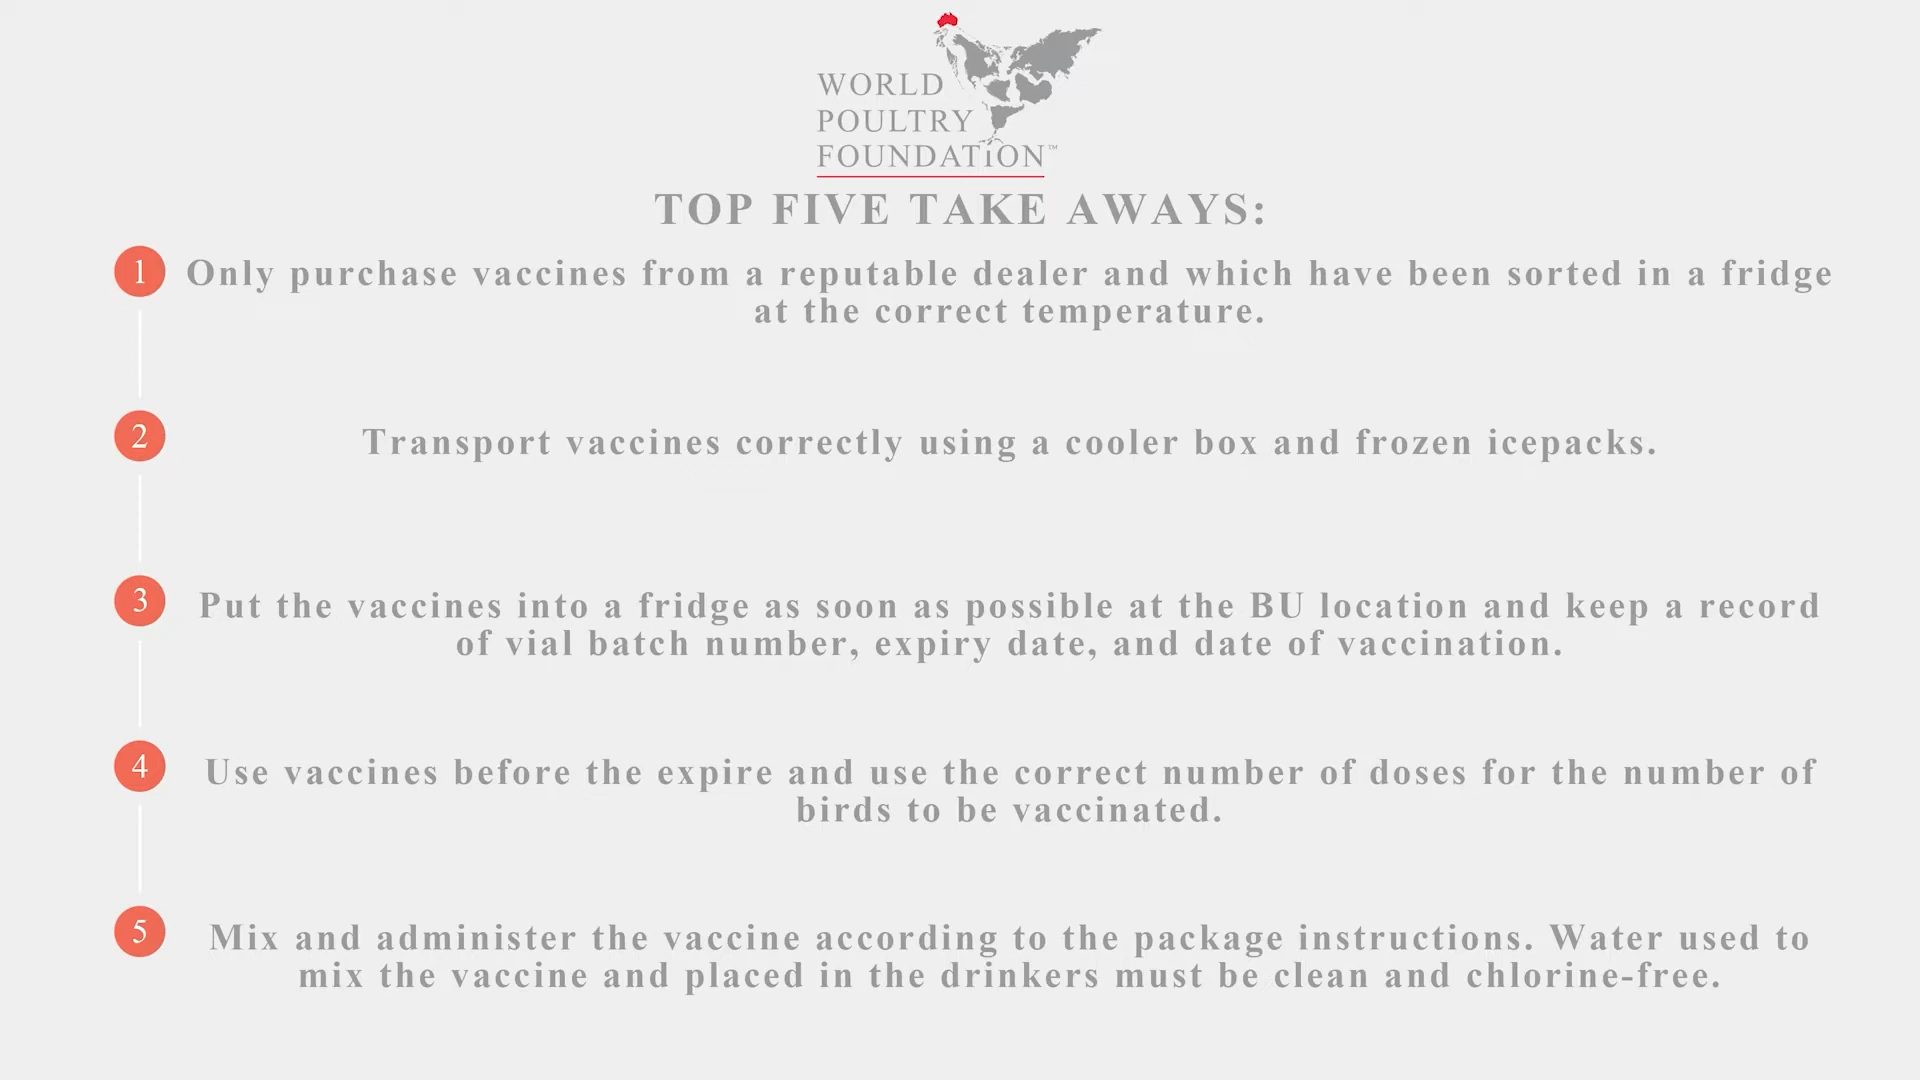 WORLD
POULTRY
FOUNDATiON™
TOP FIVE TAKE AWAYS:
1 Only purchase vaccines from a reputable dealer and which have been sorted in a fridge
at the correct temperature.
2 Transport vaccines correctly using a cooler box and frozen icepacks.
3 Put the vaccines into a fridge as soon as possible at the BU location and keep a record
of vial batch number, expiry date, and date of vaccination.
4 Use vaccines before the expire and use the correct number of doses for the number of
birds to be vaccinated.
5 Mix and administer the vaccine according to the package instructions. Water used to
mix the vaccine and placed in the drinkers must be clean and chlorine-free.